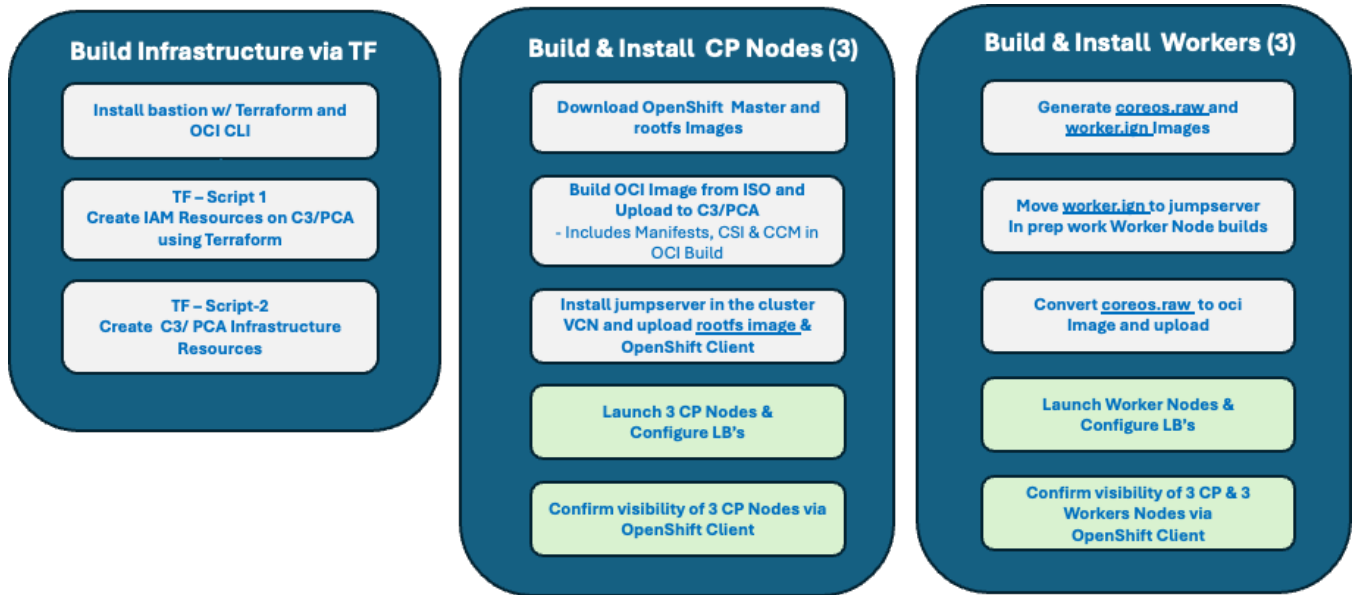 Build Infrastructure via TF
Install bastion w/ Terraform and
OCI CLI
TF – Script 1
Create IAM Resources on C3/PCA
using Terraform
TF – Script-2
Create C3/ PCA Infrastructure
Resources
Build & Install CP Nodes (3)
Download OpenShift Master and
rootfs Images
Build OCI Image from ISO and
Upload to C3/PCA
- Includes Manifests, CSI & CCM in
OCI Build
Install jumpserver in the cluster
VCN and upload rootfs image &
OpenShift Client
Launch 3 CP Nodes &
Configure LB's
Confirm visibility of 3 CP Nodes via
OpenShift Client
Build & Install Workers (3)
Generate coreos.raw and
worker.ign Images
Move worker.ign to jumpserver
In prep work Worker Node builds
Convert coreos.raw to oci
Image and upload
Launch Worker Nodes &
Configure LB's
Confirm visibility of 3 CP & 3
Workers Nodes via
OpenShift Client